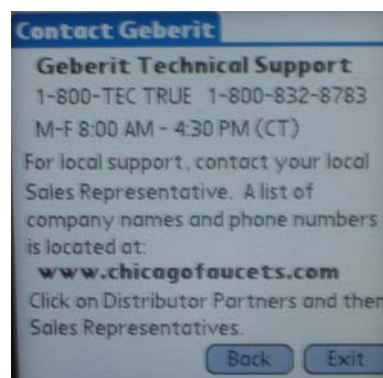 Contact Geberit
Geberit Technical Support
1-800-TEC TRUE 1-800-832-8783
M-F 8:00 AM - 4:30 PM (CT)
For local support, contact your local
Sales Representative. A list of
company names and phone numbers
is located at:
www.chicagofaucets.com
Click on Distributor Partners and then
Sales Representatives.
Back Exit